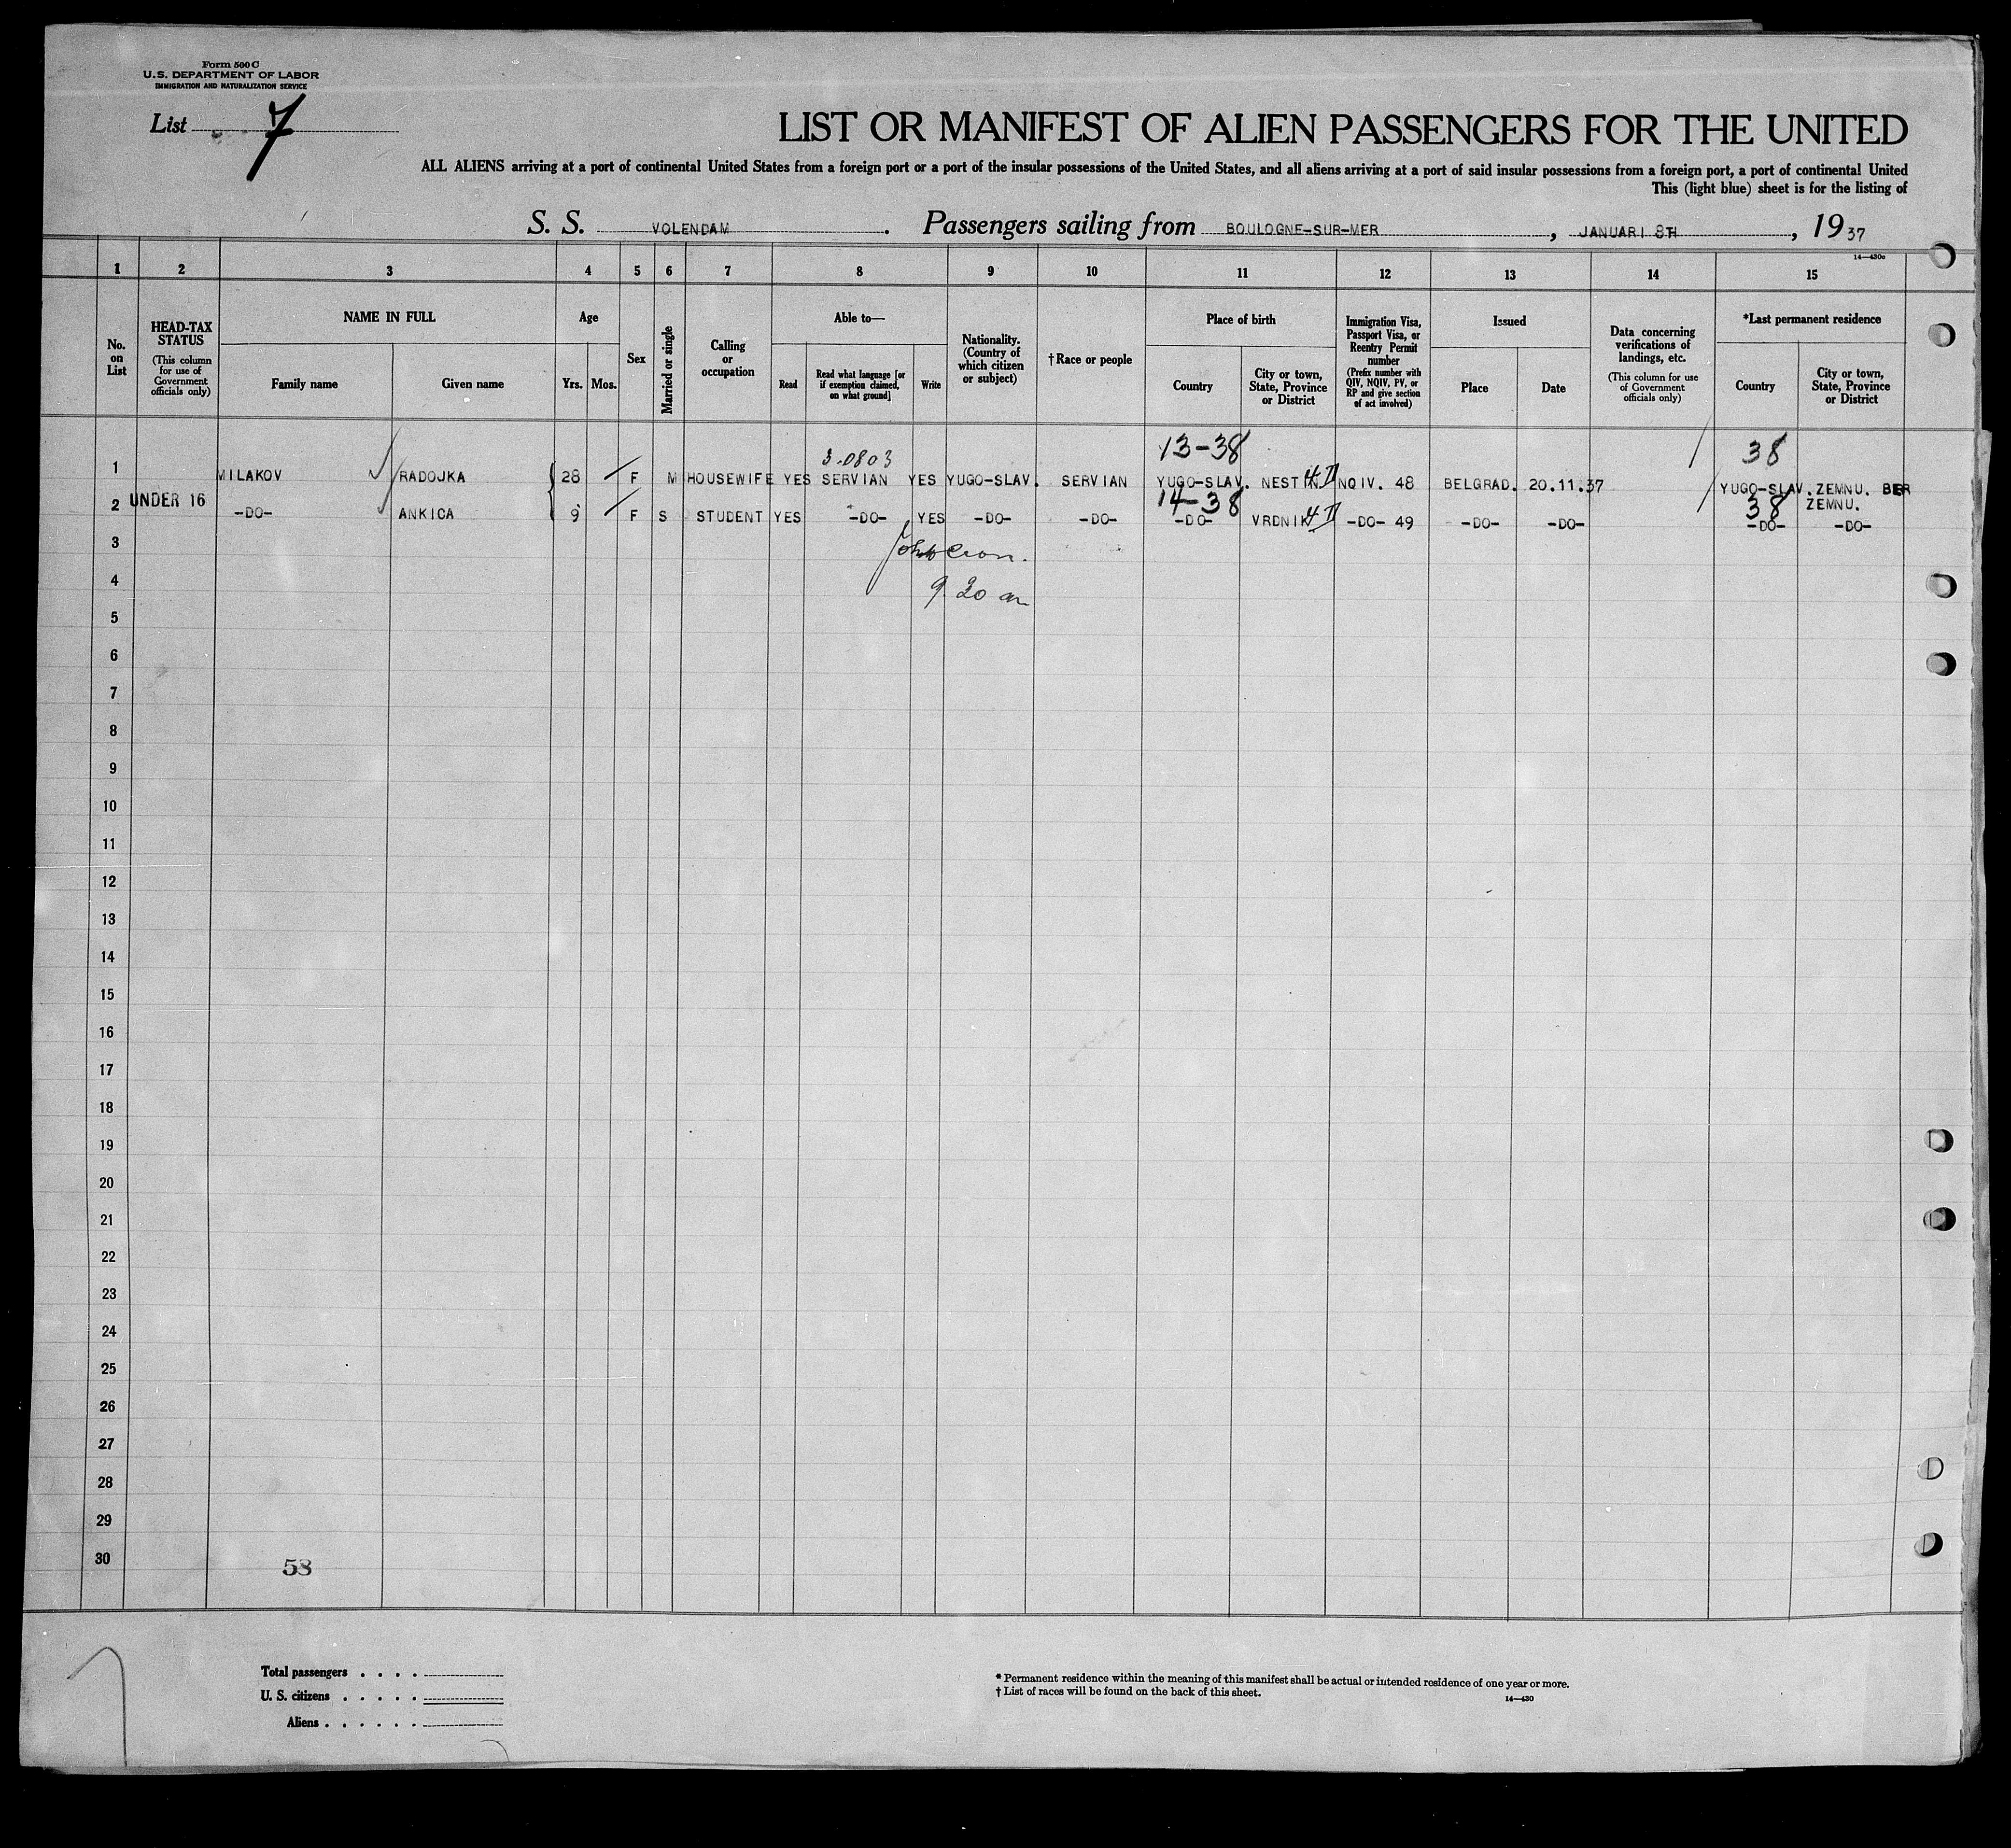 Form 500 C
U.S. DEPARTMENT OF LABOR
IMMIGRATION AND NATURALIZATION SERVICE
List 7
LIST OR MANIFEST OF ALIEN PASSENGERS FOR THE UNITED
ALL ALIENS arriving at a port of continental United States from a foreign port or a port of the insular possessions of the United States, and all aliens arriving at a port of said insular possessions from a foreign port, a port of continental United
This (light blue) sheet is for the listing of
S. S. VOLENDAM. Passengers sailing from BOULOGNE-SUR-MER, JANUARI 8TH, 1937
14—430c
1 2 3 4 5 6 7 8 9 10 11 12 13 14 15
No. on List
HEAD-TAX STATUS
(This column for use of Government officials only)
NAME IN FULL
Family name
Given name
Age
Yrs. Mos.
Sex
Married or single
Calling or occupation
Able to—
Read
Read what language [or if exemption claimed, on what ground]
Write
Nationality. (Country of which citizen or subject)
†Race or people
Place of birth
Country
City or town, State, Province or District
Immigration Visa, Passport Visa, or Reentry Permit number
(Prefix number with QIV, NQIV, PV, or RP and give section of act involved)
Issued
Place
Date
Data concerning verifications of landings, etc.
(This column for use of Government officials only)
*Last permanent residence
Country
City or town, State, Province or District
3-0803 13-38 38
1 MILAKOV RADOJKA 28 F M HOUSEWIFE YES SERVIAN YES YUGO-SLAV. SERVIAN YUGO-SLAV. NESTIN. NQIV. 48 BELGRAD. 20.11.37 YUGO-SLAV. ZEMNU. BER
14-38 38 ZEMNU.
2 UNDER 16 -DO- ANKICA 9 F S STUDENT YES -DO- YES -DO- -DO- -DO- VRDNIK -DO- 49 -DO- -DO- -DO- -DO-
3
4 9.20 am
5
6
7
8
9
10
11
12
13
14
15
16
17
18
19
20
21
22
23
24
25
26
27
28
29
30
58
Total passengers . . . .
U. S. citizens . . . . .
Aliens . . . . . .
* Permanent residence within the meaning of this manifest shall be actual or intended residence of one year or more.
† List of races will be found on the back of this sheet.
14—430